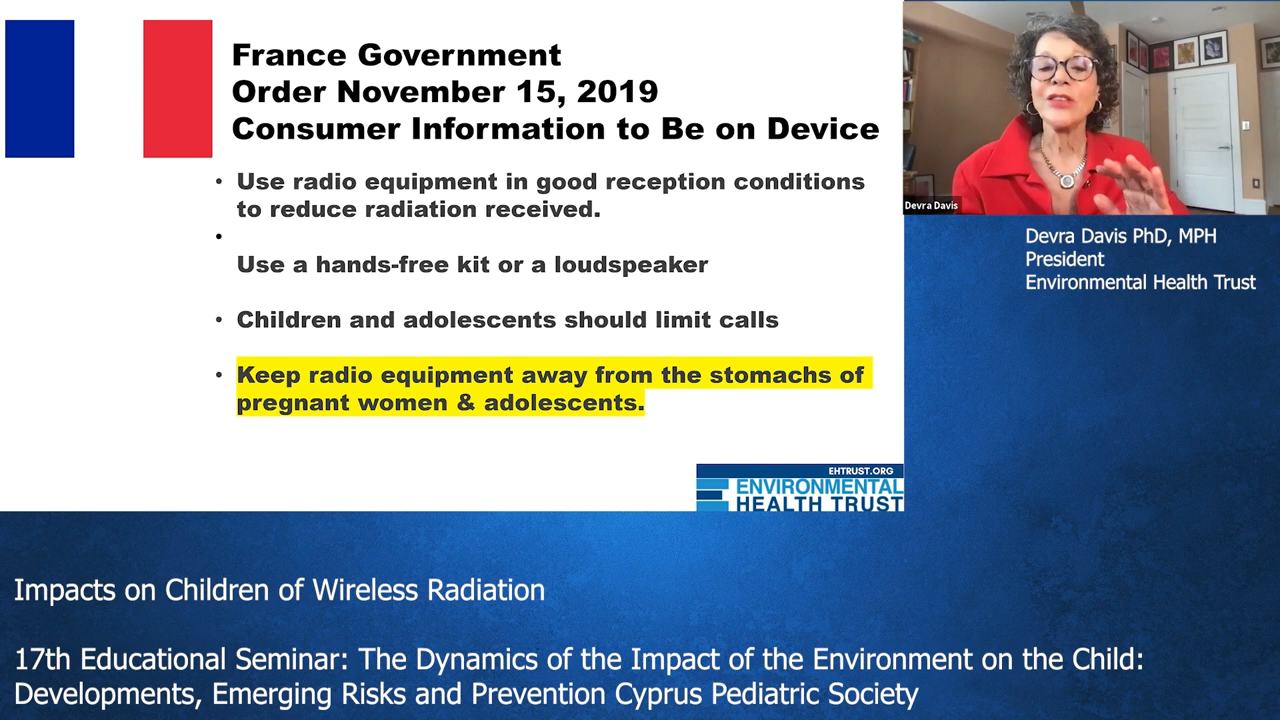 France Government
Order November 15, 2019
Consumer Information to Be on Device
• Use radio equipment in good reception conditions
to reduce radiation received.
•
Use a hands-free kit or a loudspeaker
• Children and adolescents should limit calls
• Keep radio equipment away from the stomachs of
pregnant women & adolescents.
EHTRUST.ORG
ENVIRONMENTAL
HEALTH TRUST
Devra Davis
Devra Davis PhD, MPH
President
Environmental Health Trust
Impacts on Children of Wireless Radiation
17th Educational Seminar: The Dynamics of the Impact of the Environment on the Child:
Developments, Emerging Risks and Prevention Cyprus Pediatric Society